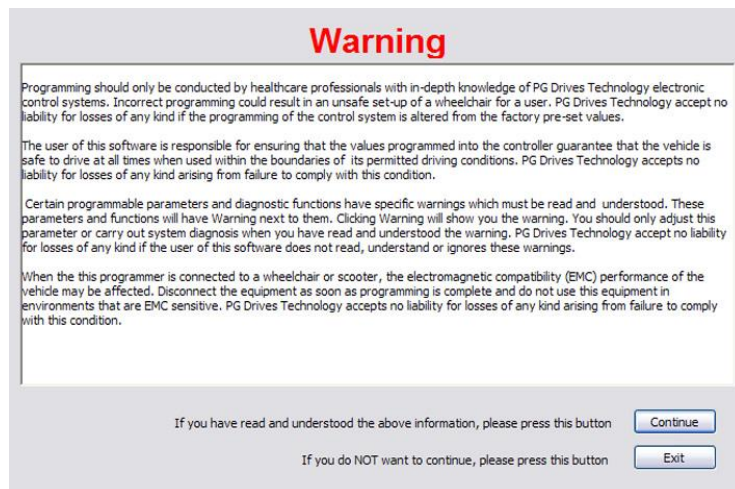 Warning
Programming should only be conducted by healthcare professionals with in-depth knowledge of PG Drives Technology electronic
control systems. Incorrect programming could result in an unsafe set-up of a wheelchair for a user. PG Drives Technology accept no
liability for losses of any kind if the programming of the control system is altered from the factory pre-set values.
The user of this software is responsible for ensuring that the values programmed into the controller guarantee that the vehicle is
safe to drive at all times when used within the boundaries of its permitted driving conditions. PG Drives Technology accepts no
liability for losses of any kind arising from failure to comply with this condition.
Certain programmable parameters and diagnostic functions have specific warnings which must be read and understood. These
parameters and functions will have Warning next to them. Clicking Warning will show you the warning. You should only adjust this
parameter or carry out system diagnosis when you have read and understood the warning. PG Drives Technology accept no liability
for losses of any kind if the user of this software does not read, understand or ignores these warnings.
When the this programmer is connected to a wheelchair or scooter, the electromagnetic compatibility (EMC) performance of the
vehicle may be affected. Disconnect the equipment as soon as programming is complete and do not use this equipment in
environments that are EMC sensitive. PG Drives Technology accepts no liability for losses of any kind arising from failure to comply
with this condition.
If you have read and understood the above information, please press this button Continue
If you do NOT want to continue, please press this button Exit